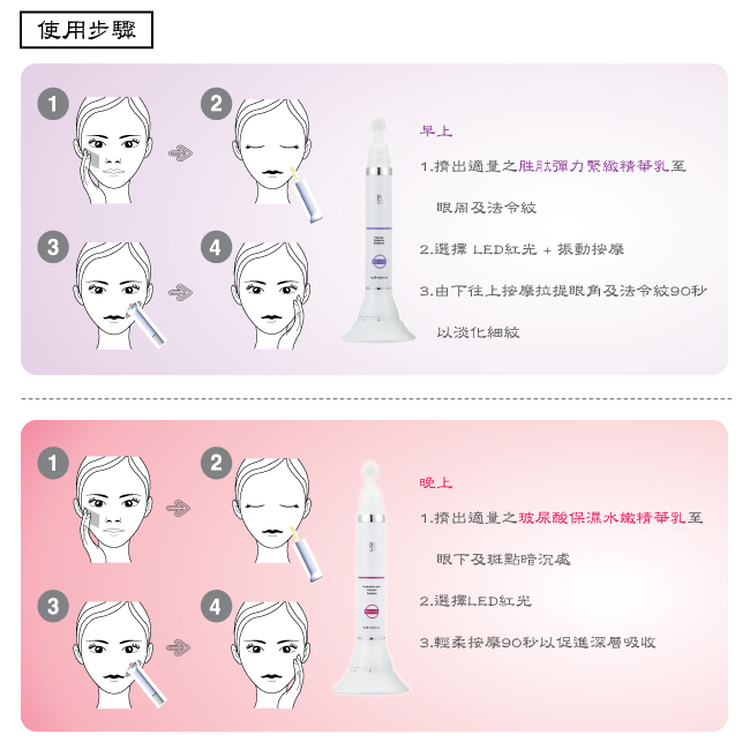 使用步驟
1
2
3
4
早上
1.擠出適量之胜肽彈力緊緻精華乳至
眼周及法令紋
2.選擇 LED紅光 + 振動按摩
3.由下往上按摩拉提眼角及法令紋90秒
以淡化細紋
1
2
3
4
晚上
1.擠出適量之玻尿酸保濕水嫩精華乳至
眼下及斑點暗沉處
2.選擇LED紅光
3.輕柔按摩90秒以促進深層吸收